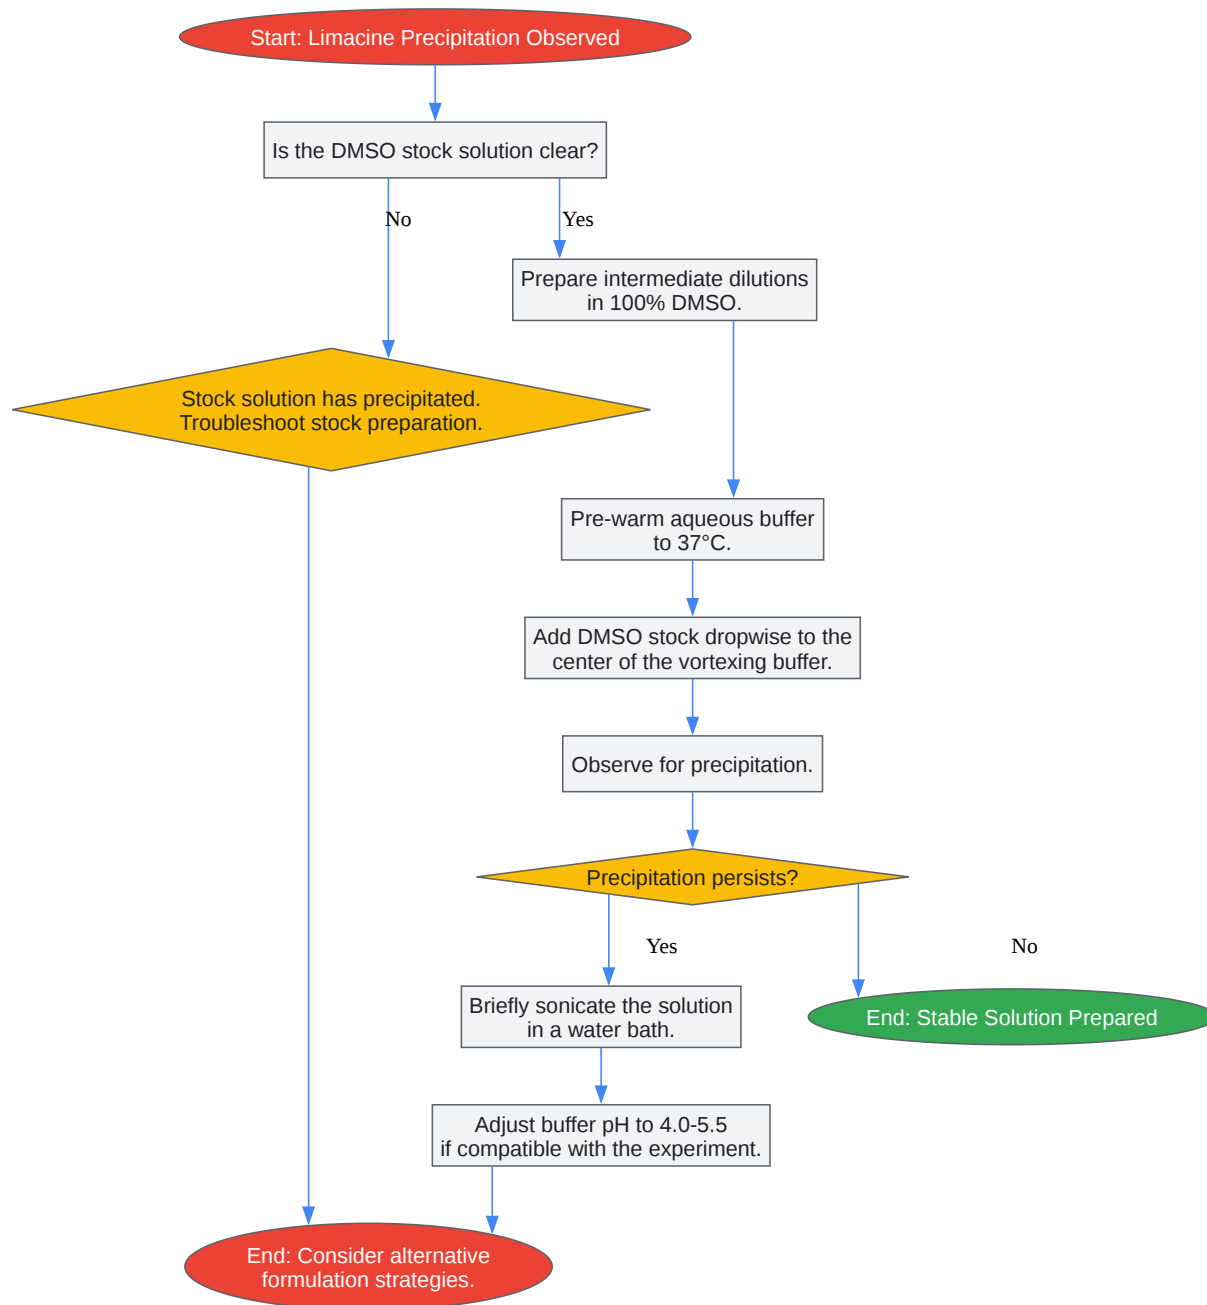 Start: Limacine Precipitation Observed
Is the DMSO stock solution clear?
No
Yes
Prepare intermediate dilutions
in 100% DMSO.
Stock solution has precipitated.
Troubleshoot stock preparation.
Pre-warm aqueous buffer
to 37°C.
Add DMSO stock dropwise to the
center of the vortexing buffer.
Observe for precipitation.
Precipitation persists?
Yes
No
Briefly sonicate the solution
in a water bath.
End: Stable Solution Prepared
Adjust buffer pH to 4.0-5.5
if compatible with the experiment.
End: Consider alternative
formulation strategies.